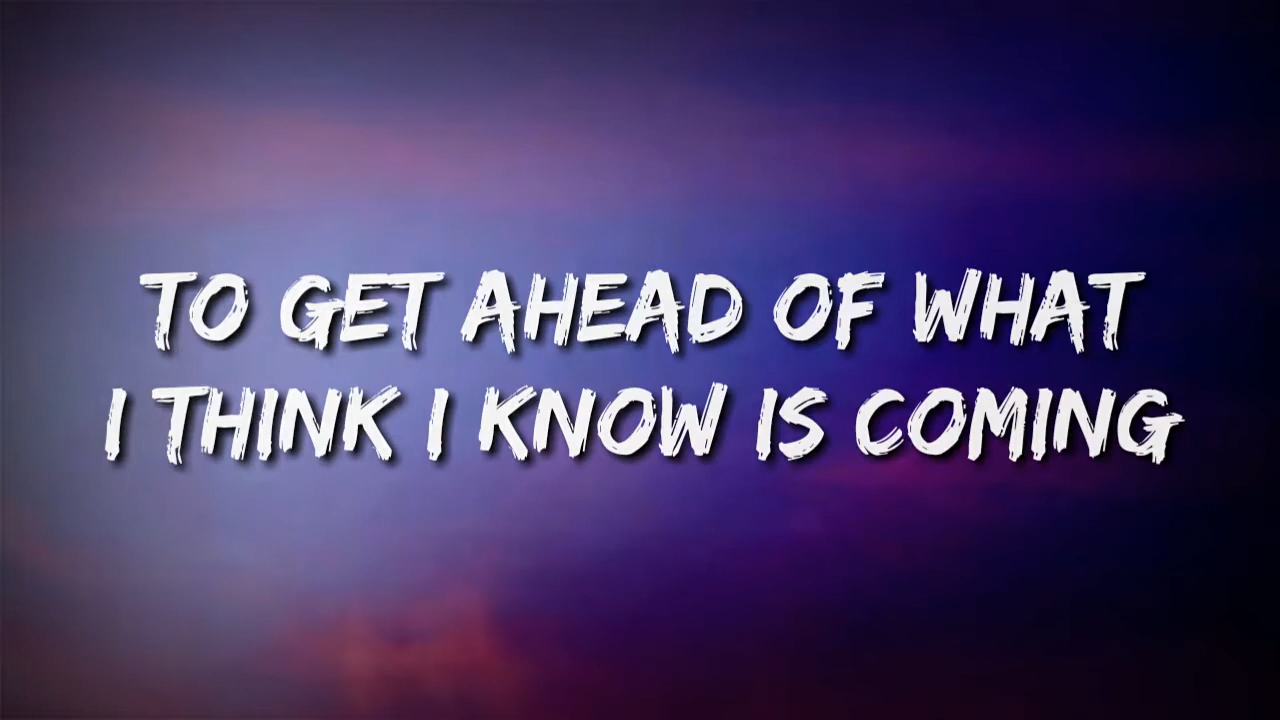 TO GET AHEAD OF WHAT
I THINK I KNOW IS COMING